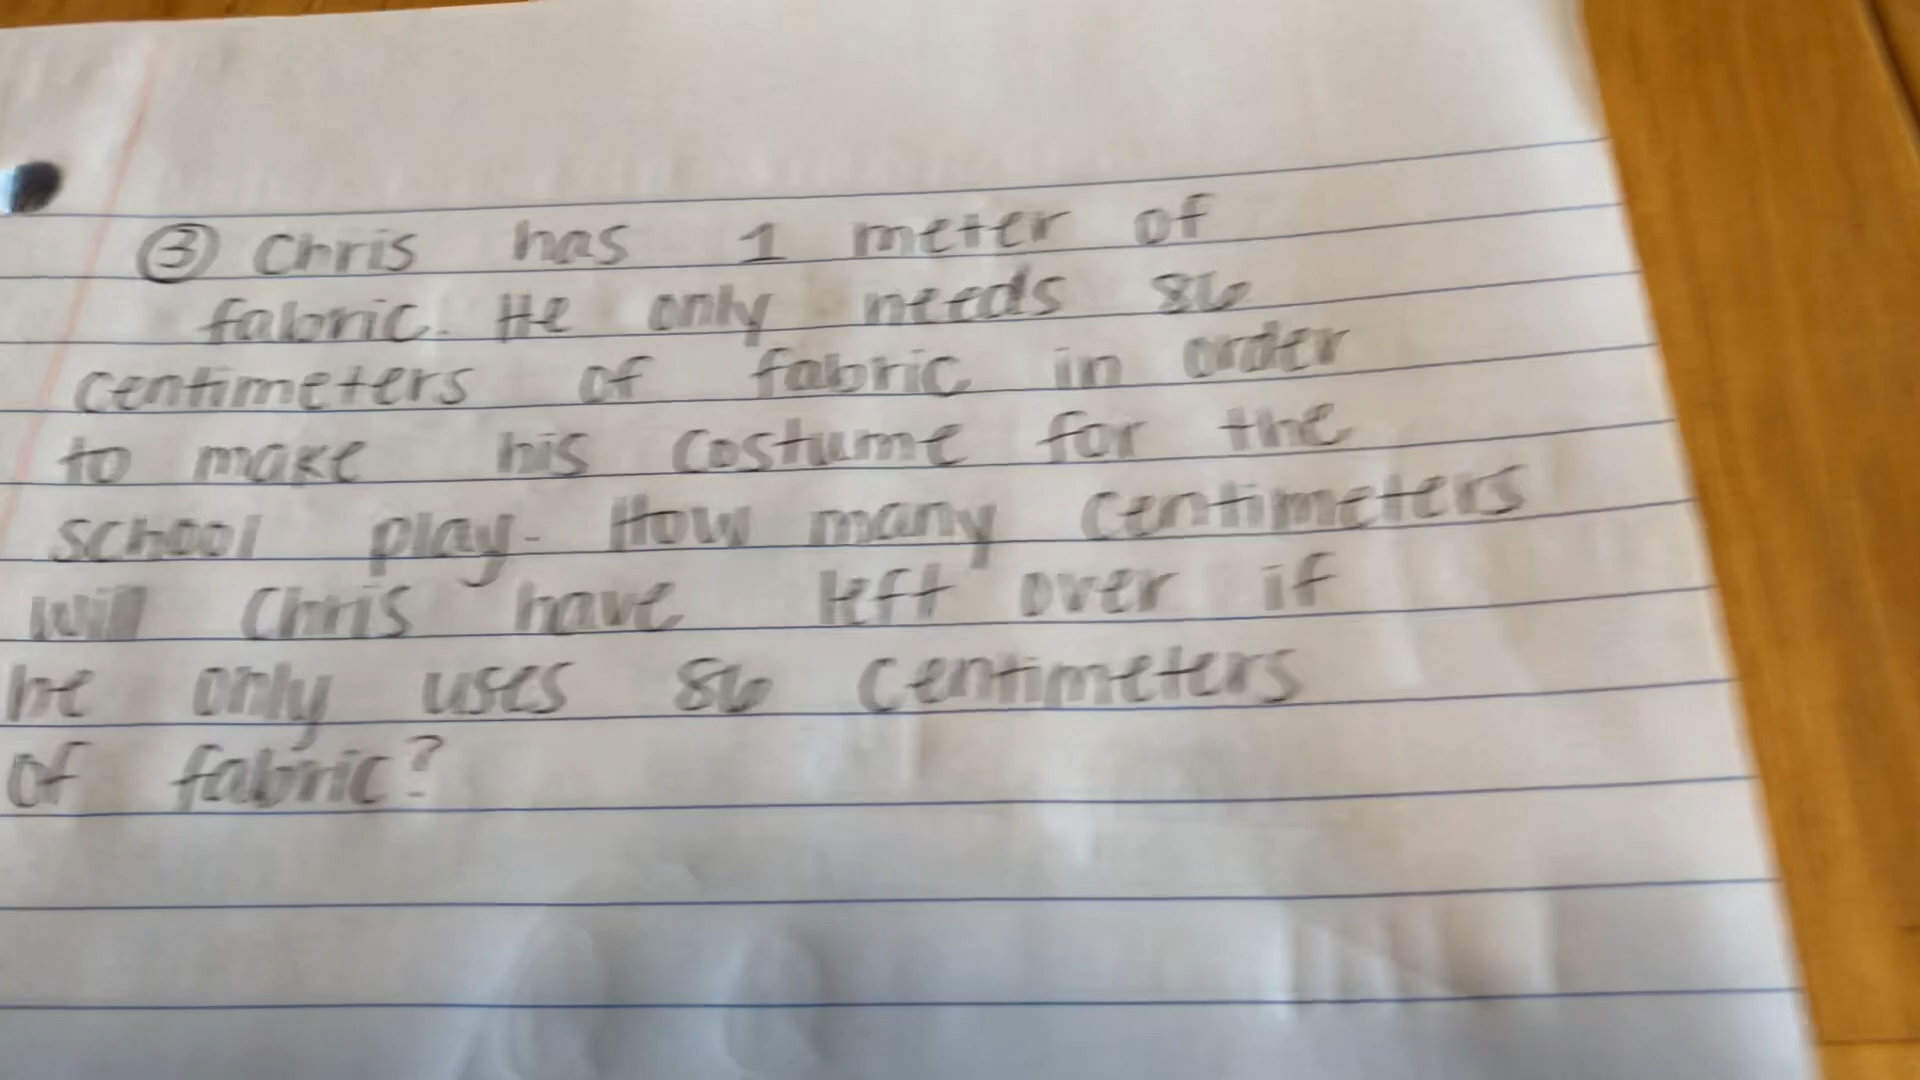 ③ Chris has 1 meter of
fabric. He only needs 86
centimeters of fabric in order
to make his costume for the
school play. How many centimeters
will Chris have left over if
he only uses 86 centimeters
of fabric?